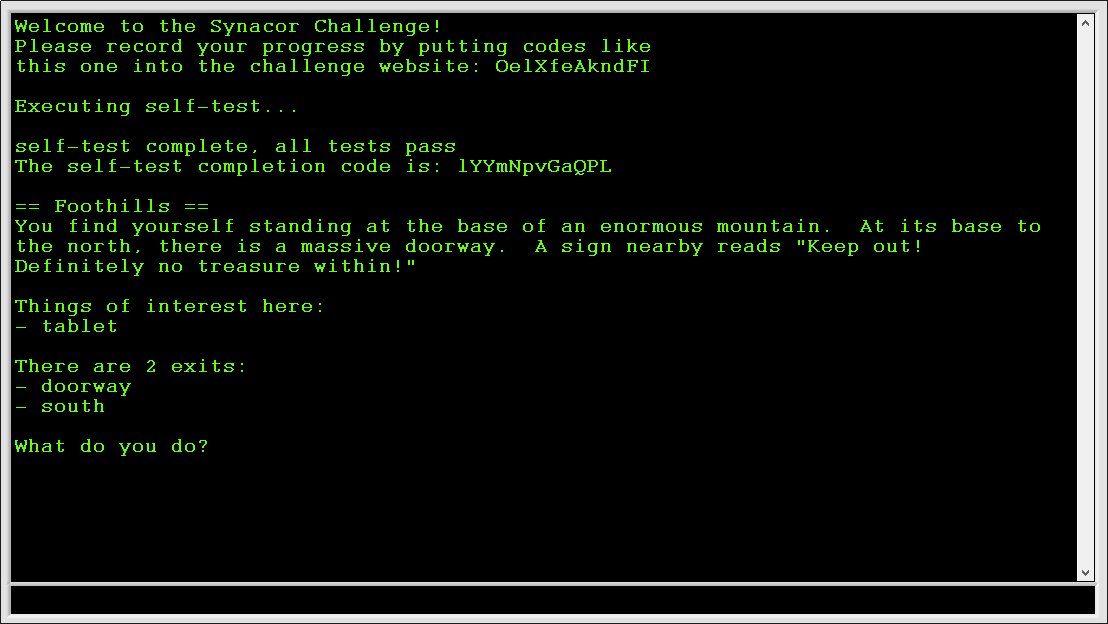 Welcome to the Synacor Challenge!
Please record your progress by putting codes like
this one into the challenge website: OelXfeAkndFI
Executing self-test...
self-test complete, all tests pass
The self-test completion code is: lYYmNpvGaQPL
== Foothills ==
You find yourself standing at the base of an enormous mountain.  At its base to
the north, there is a massive doorway.  A sign nearby reads "Keep out!
Definitely no treasure within!"
Things of interest here:
- tablet
There are 2 exits:
- doorway
- south
What do you do?